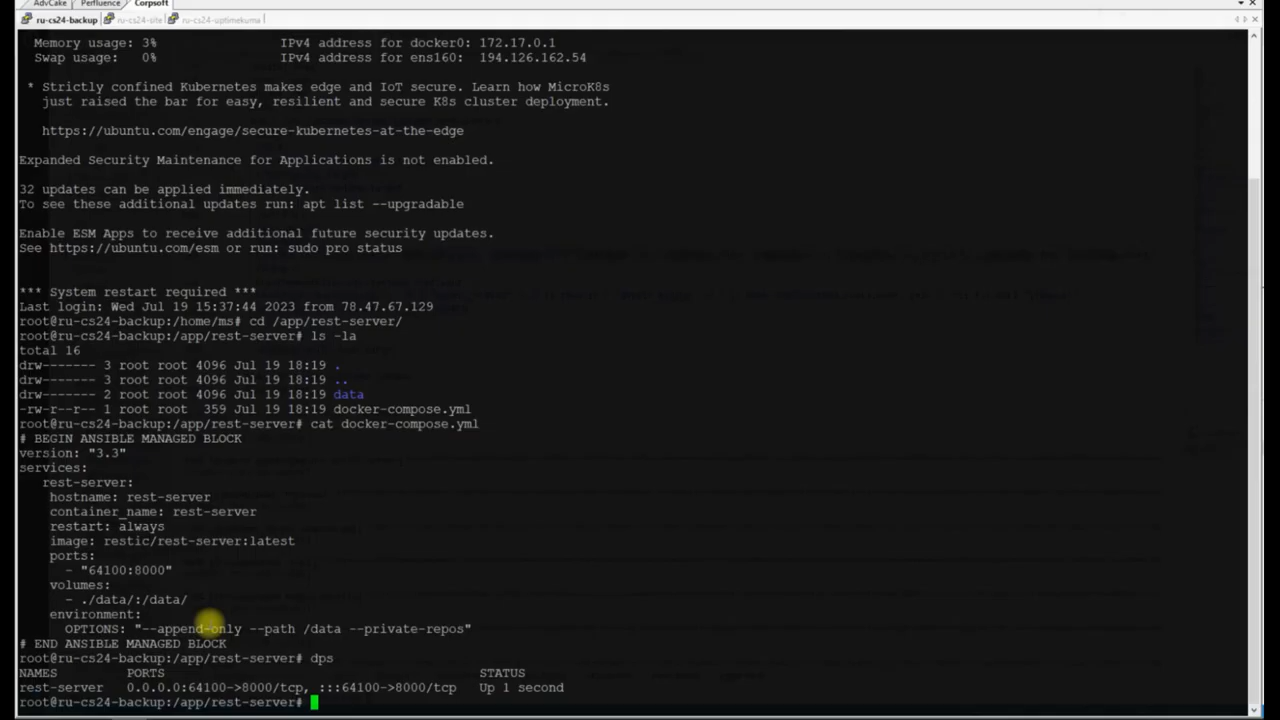 AdvCake Perfluence Corpsoft
ru-cs24-backup ru-cs24-site ru-cs24-uptimekuma
Memory usage: 3% IPv4 address for docker0: 172.17.0.1
Swap usage: 0% IPv4 address for ens160: 194.126.162.54
* Strictly confined Kubernetes makes edge and IoT secure. Learn how MicroK8s
just raised the bar for easy, resilient and secure K8s cluster deployment.
https://ubuntu.com/engage/secure-kubernetes-at-the-edge
Expanded Security Maintenance for Applications is not enabled.
32 updates can be applied immediately.
To see these additional updates run: apt list --upgradable
Enable ESM Apps to receive additional future security updates.
See https://ubuntu.com/esm or run: sudo pro status
*** System restart required ***
Last login: Wed Jul 19 15:37:44 2023 from 78.47.67.129
root@ru-cs24-backup:/home/ms# cd /app/rest-server/
root@ru-cs24-backup:/app/rest-server# ls -la
total 16
drw------- 3 root root 4096 Jul 19 18:19 .
drw------- 3 root root 4096 Jul 19 18:19 ..
drw------- 2 root root 4096 Jul 19 18:19 data
-rw-r--r-- 1 root root 359 Jul 19 18:19 docker-compose.yml
root@ru-cs24-backup:/app/rest-server# cat docker-compose.yml
# BEGIN ANSIBLE MANAGED BLOCK
version: "3.3"
services:
rest-server:
hostname: rest-server
container_name: rest-server
restart: always
image: restic/rest-server:latest
ports:
- "64100:8000"
volumes:
- ./data/:/data/
environment:
OPTIONS: "--append-only --path /data --private-repos"
# END ANSIBLE MANAGED BLOCK
root@ru-cs24-backup:/app/rest-server# dps
NAMES PORTS STATUS
rest-server 0.0.0.0:64100->8000/tcp, :::64100->8000/tcp Up 1 second
root@ru-cs24-backup:/app/rest-server#